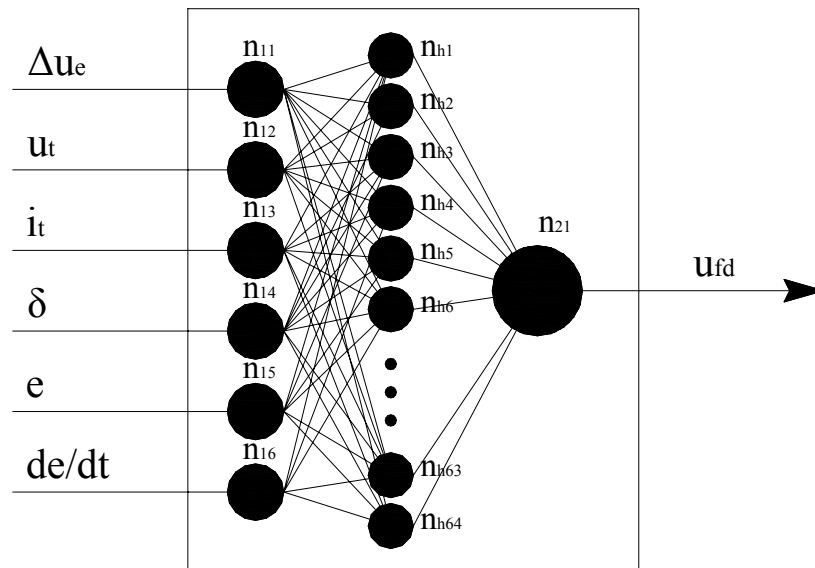 Δue
ut
it
δ
e
de/dt
n11
n12
n13
n14
n15
n16
nh1
nh2
nh3
nh4
nh5
nh6
nh63
nh64
n21
ufd